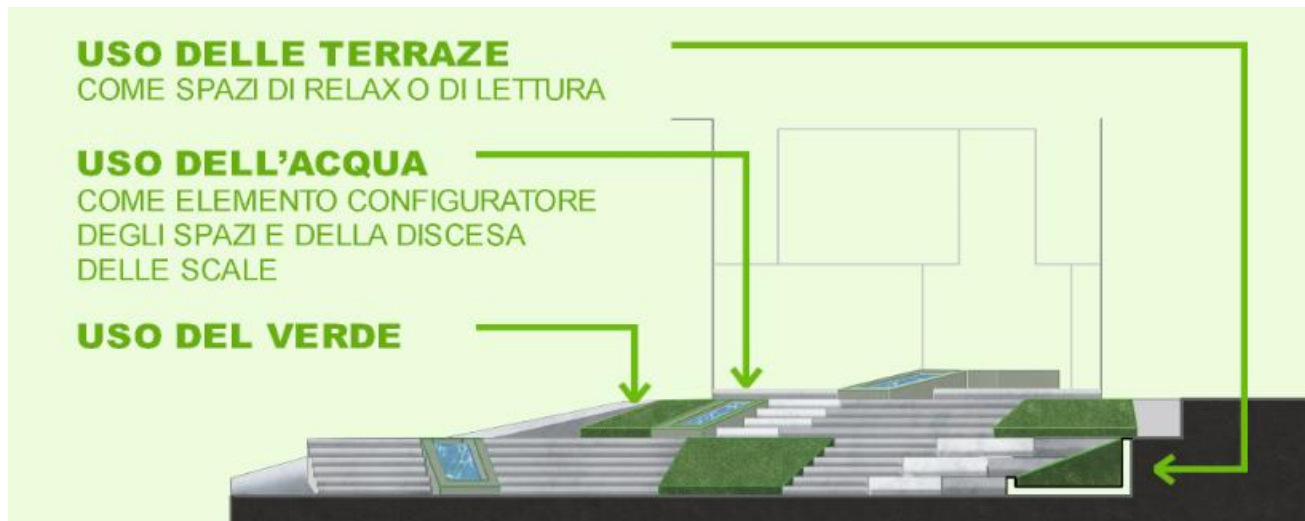 USO DELLE TERRAZE
COME SPAZI DI RELAX O DI LETTURA
USO DELL'ACQUA
COME ELEMENTO CONFIGURATORE
DEGLI SPAZI E DELLA DISCESA
DELLE SCALE
USO DEL VERDE